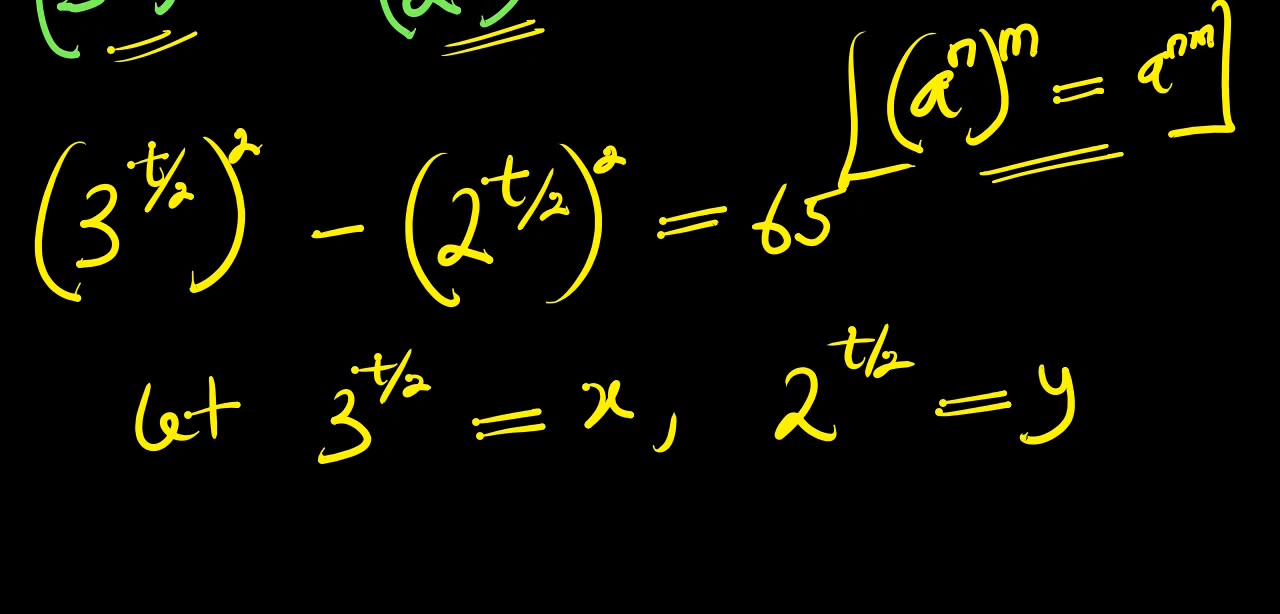 [(a^n)^m = a^{nm}]
(3^{t/2})^2 - (2^{t/2})^2 = 65
let 3^{t/2} = x, 2^{t/2} = y